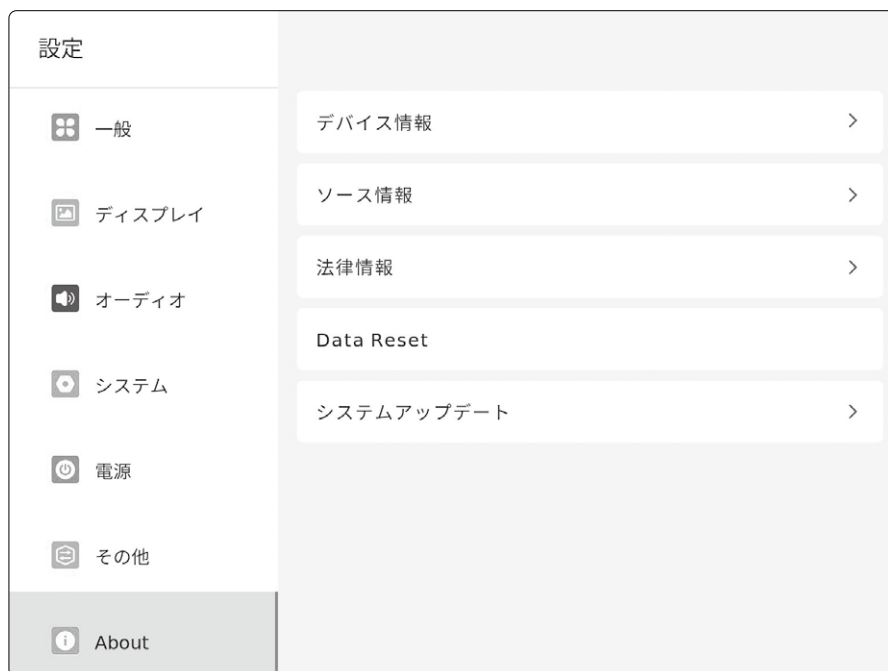 設定
一般
ディスプレイ
オーディオ
システム
電源
その他
About
デバイス情報
ソース情報
法律情報
Data Reset
システムアップデート